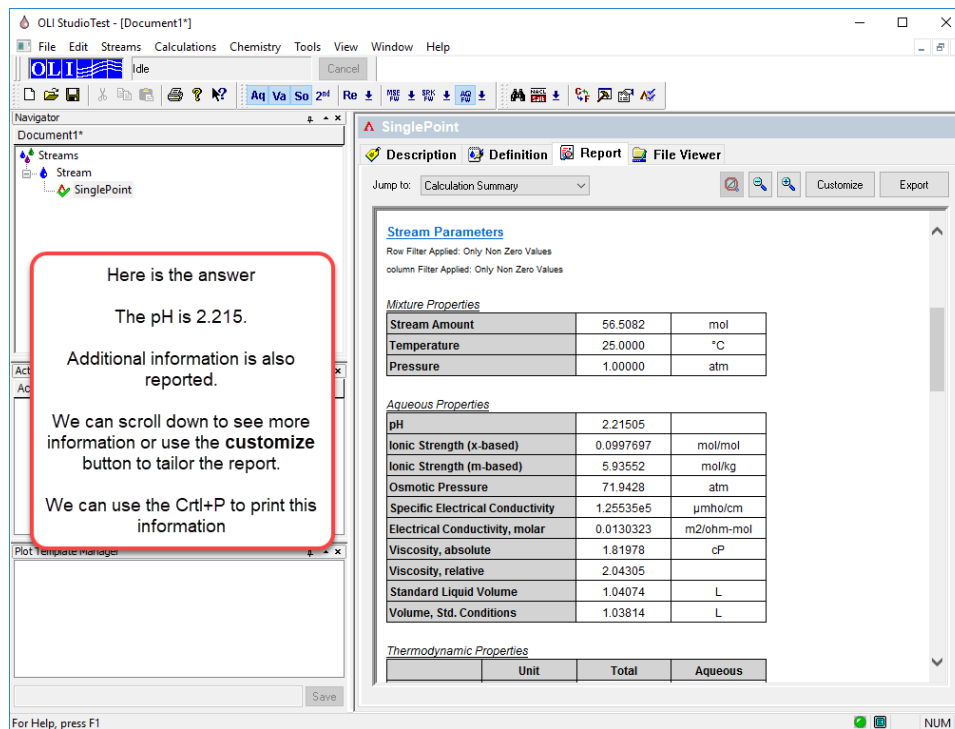 OLI StudioTest - [Document1*]
File Edit Streams Calculations Chemistry Tools View Window Help
OLI Idle Cancel
Aq Va So 2nd Re MSE FW SRK FW AQ FW
Navigator
Document1*
Streams
Stream
SinglePoint
Here is the answer
The pH is 2.215.
Additional information is also
reported.
We can scroll down to see more
information or use the customize
button to tailor the report.
We can use the Crtl+P to print this
information
Act
Ac
Plot Template Manager
Save
SinglePoint
Description Definition Report File Viewer
Jump to: Calculation Summary Customize Export
Stream Parameters
Row Filter Applied: Only Non Zero Values
column Filter Applied: Only Non Zero Values
Mixture Properties
Stream Amount 56.5082 mol
Temperature 25.0000 °C
Pressure 1.00000 atm
Aqueous Properties
pH 2.21505
Ionic Strength (x-based) 0.0997697 mol/mol
Ionic Strength (m-based) 5.93552 mol/kg
Osmotic Pressure 71.9428 atm
Specific Electrical Conductivity 1.25535e5 µmho/cm
Electrical Conductivity, molar 0.0130323 m2/ohm-mol
Viscosity, absolute 1.81978 cP
Viscosity, relative 2.04305
Standard Liquid Volume 1.04074 L
Volume, Std. Conditions 1.03814 L
Thermodynamic Properties
Unit Total Aqueous
For Help, press F1 NUM